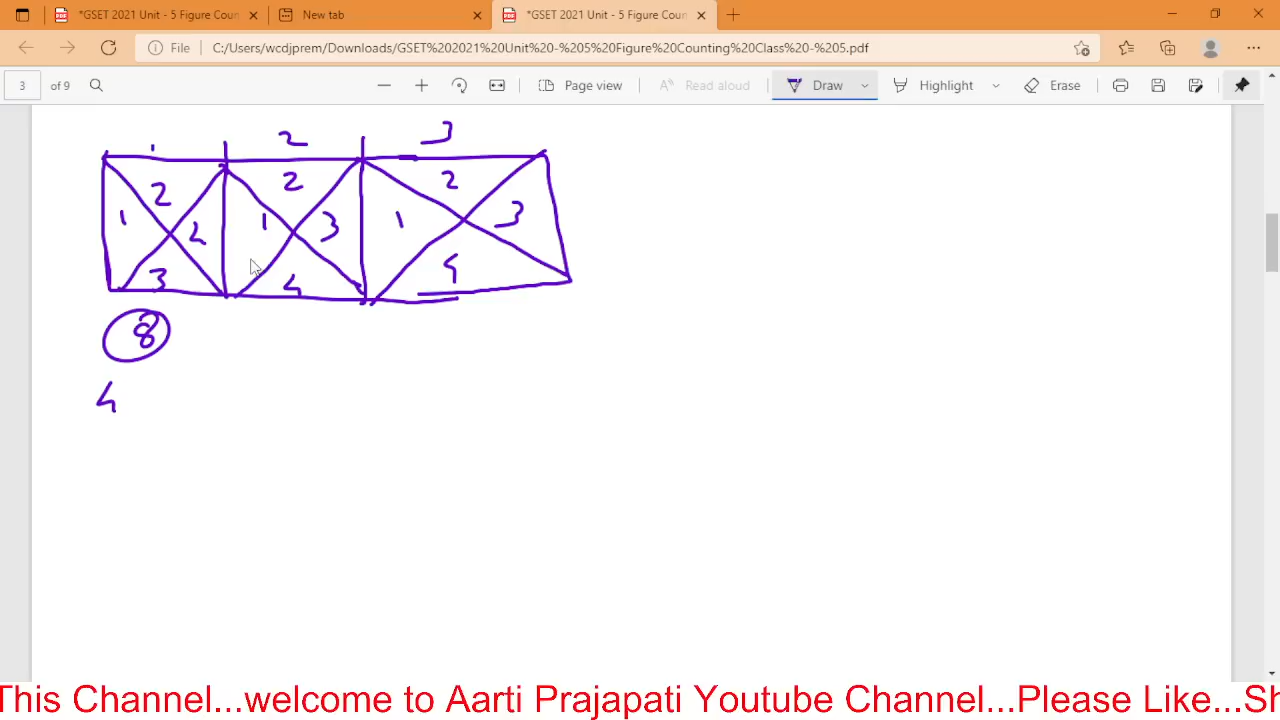 *GSET 2021 Unit - 5 Figure Coun
New tab
*GSET 2021 Unit - 5 Figure Coun
File
C:/Users/wcdjprem/Downloads/GSET%202021%20Unit%20-%205%20Figure%20Counting%20Class%20-%205.pdf
3 of 9
Page view
Read aloud
Draw
Highlight
Erase
1 2 3
2 2 2
1 1 3 1 3
3 4 4
8
4
This Channel...welcome to Aarti Prajapati Youtube Channel...Please Like...Sh